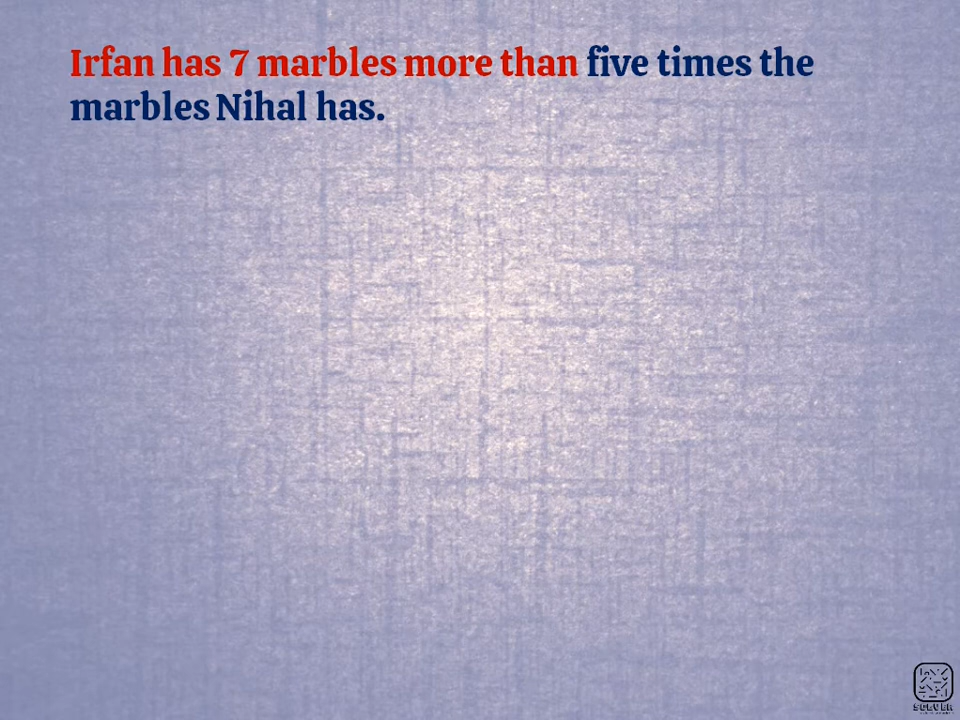 Irfan has 7 marbles more than five times the
marbles Nihal has.